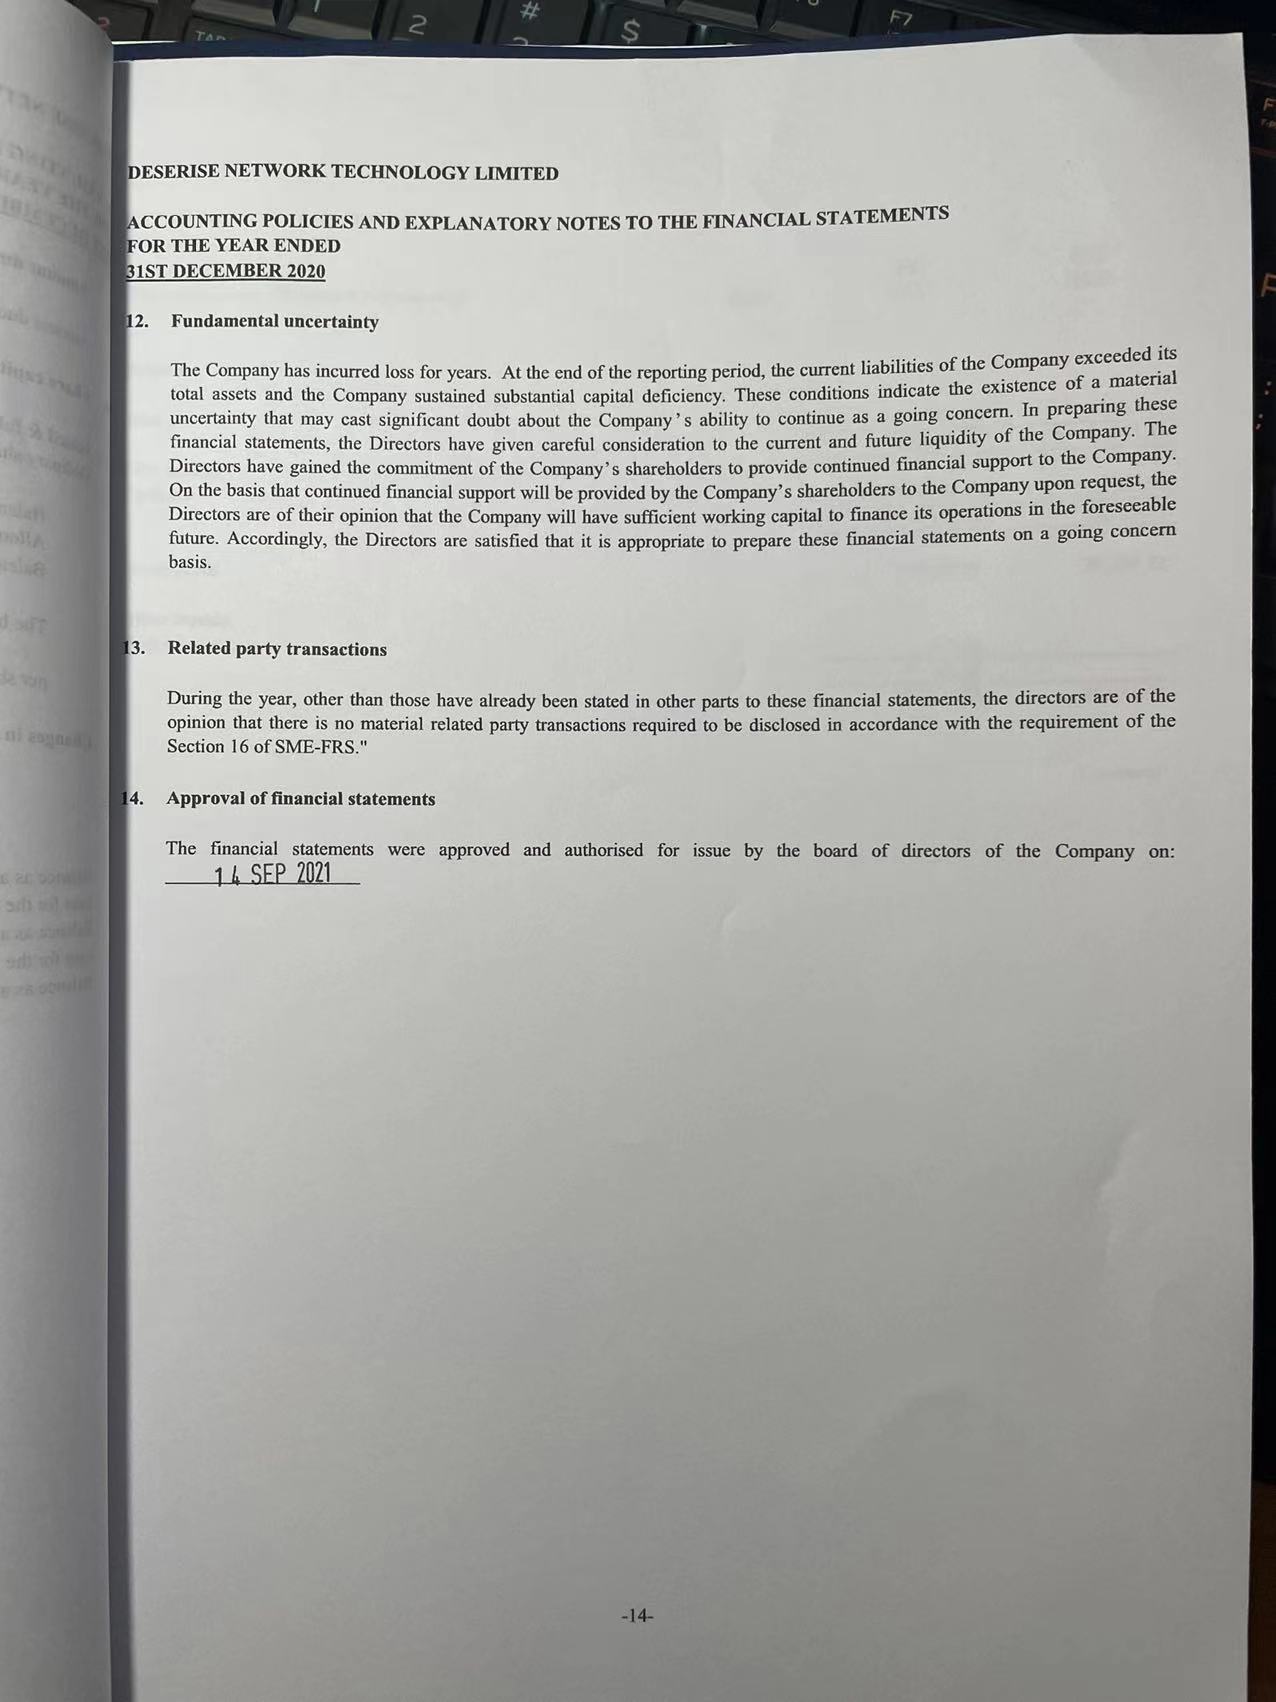 2
#
$
F7
DESERISE NETWORK TECHNOLOGY LIMITED
ACCOUNTING POLICIES AND EXPLANATORY NOTES TO THE FINANCIAL STATEMENTS
FOR THE YEAR ENDED
31ST DECEMBER 2020
12. Fundamental uncertainty
The Company has incurred loss for years. At the end of the reporting period, the current liabilities of the Company exceeded its
total assets and the Company sustained substantial capital deficiency. These conditions indicate the existence of a material
uncertainty that may cast significant doubt about the Company's ability to continue as a going concern. In preparing these
financial statements, the Directors have given careful consideration to the current and future liquidity of the Company. The
Directors have gained the commitment of the Company's shareholders to provide continued financial support to the Company.
On the basis that continued financial support will be provided by the Company's shareholders to the Company upon request, the
Directors are of their opinion that the Company will have sufficient working capital to finance its operations in the foreseeable
future. Accordingly, the Directors are satisfied that it is appropriate to prepare these financial statements on a going concern
basis.
13. Related party transactions
During the year, other than those have already been stated in other parts to these financial statements, the directors are of the
opinion that there is no material related party transactions required to be disclosed in accordance with the requirement of the
Section 16 of SME-FRS."
14. Approval of financial statements
The financial statements were approved and authorised for issue by the board of directors of the Company on:
14 SEP 2021
-14-